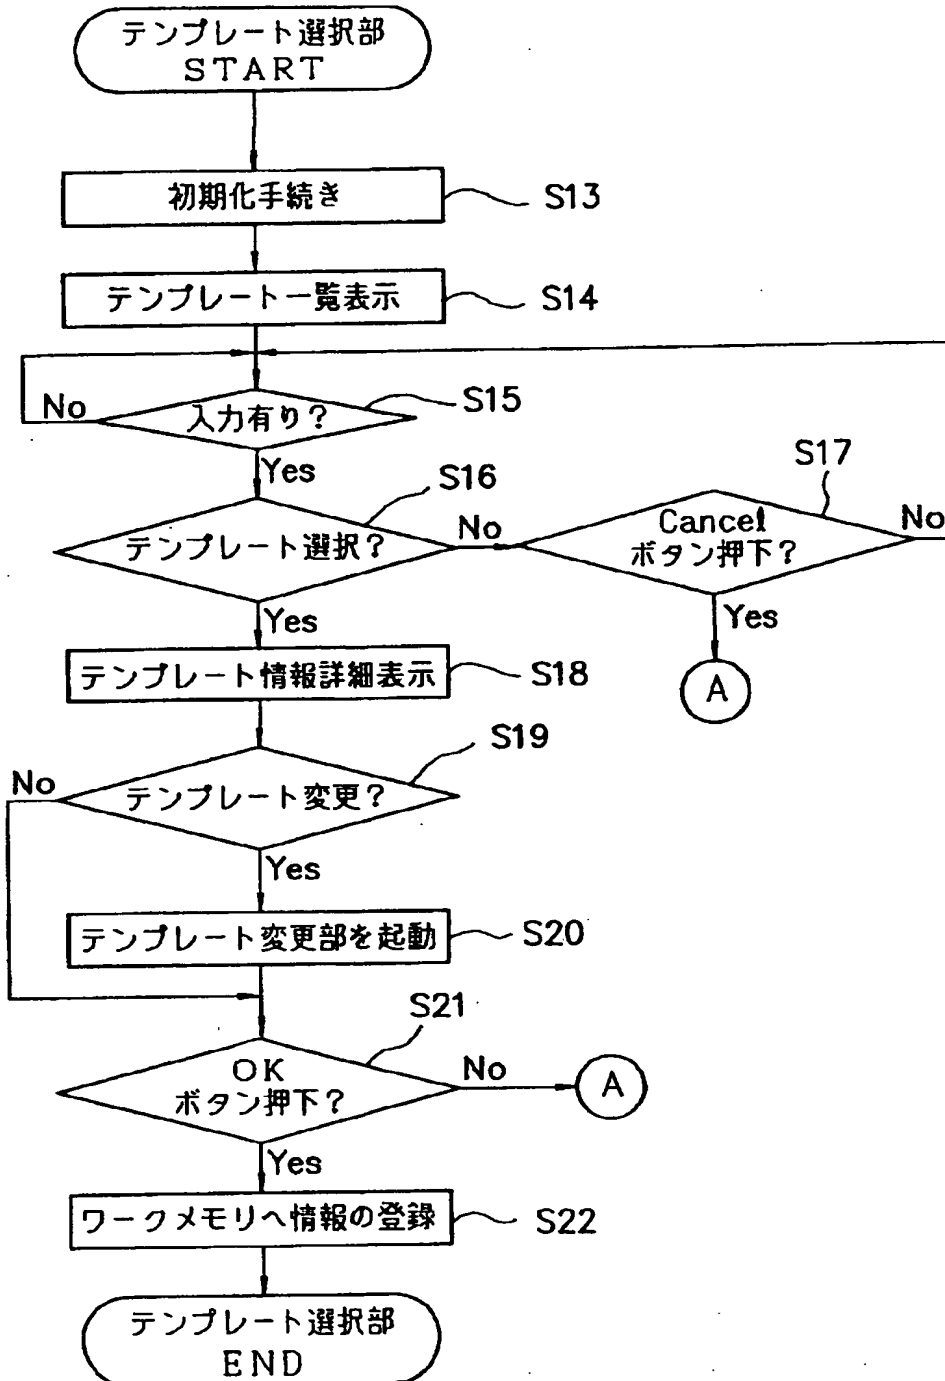 テンプレート選択部
START
初期化手続き
S13
テンプレート一覧表示
S14
No
入力有り?
S15
Yes
S16
テンプレート選択?
No
S17
Cancel
ボタン押下?
No
Yes
A
Yes
テンプレート情報詳細表示
S18
S19
No
テンプレート変更?
Yes
テンプレート変更部を起動
S20
S21
OK
ボタン押下?
No
A
Yes
ワークメモリへ情報の登録
S22
テンプレート選択部
END